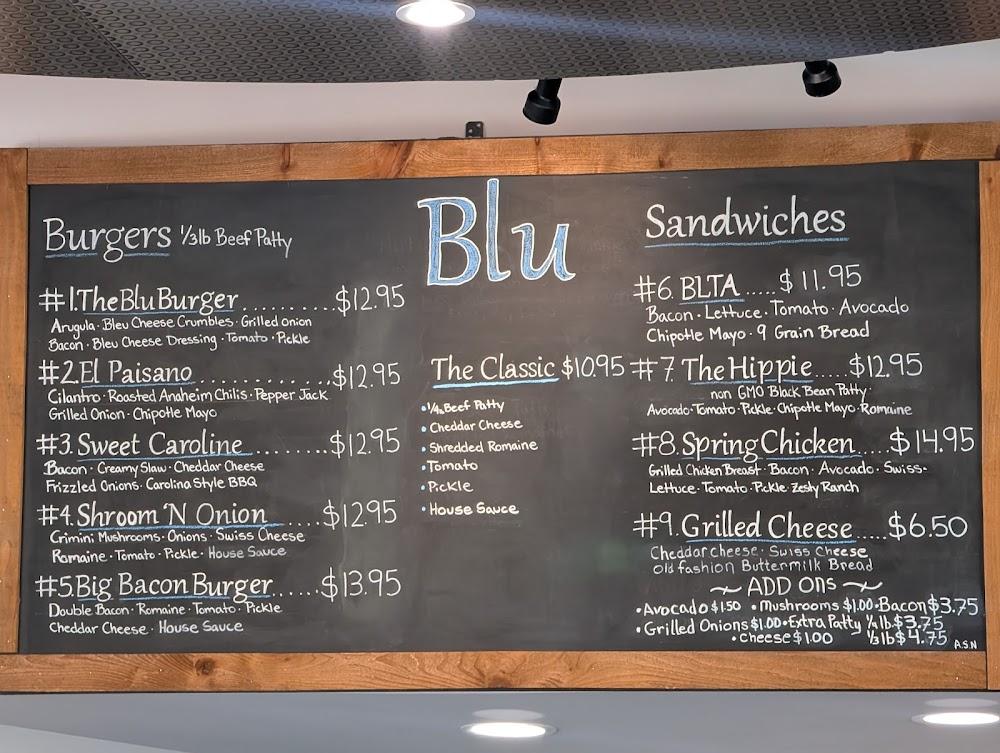 Blu
Burgers 1/3lb Beef Patty
#1. The Blu Burger..........$12.95
Arugula · Bleu Cheese Crumbles · Grilled onion
Bacon · Bleu Cheese Dressing · Tomato · Pickle
#2. El Paisano.............$12.95
Cilantro · Roasted Anaheim Chilis · Pepper Jack
Grilled Onion · Chipotle Mayo
#3. Sweet Caroline........$12.95
Bacon · Creamy Slaw · Cheddar Cheese
Frizzled Onions · Carolina Style BBQ
#4. Shroom 'N Onion.....$12.95
Crimini Mushrooms · Onions · Swiss Cheese
Romaine · Tomato · Pickle · House Sauce
#5. Big Bacon Burger......$13.95
Double Bacon · Romaine · Tomato · Pickle
Cheddar Cheese · House Sauce
The Classic $10.95
• 1/4 lb Beef Patty
• Cheddar Cheese
• Shredded Romaine
• Tomato
• Pickle
• House Sauce
Sandwiches
#6. BLTA.....$11.95
Bacon · Lettuce · Tomato · Avocado
Chipotle Mayo · 9 Grain Bread
#7. The Hippie.....$12.95
non GMO Black Bean Patty
Avocado · Tomato · Pickle · Chipotle Mayo · Romaine
#8. Spring Chicken.....$14.95
Grilled Chicken Breast · Bacon · Avocado · Swiss ·
Lettuce · Tomato · Pickle · Zesty Ranch
#9. Grilled Cheese....$6.50
Cheddar cheese · Swiss Cheese
old fashion Buttermilk Bread
~ ADD ONS ~
• Avocado $1.50 • Mushrooms $1.00 • Bacon $3.75
• Grilled Onions $1.00 • Extra Patty 1/4 lb $3.75
• Cheese $1.00 1/3 lb $4.75
A.S.N